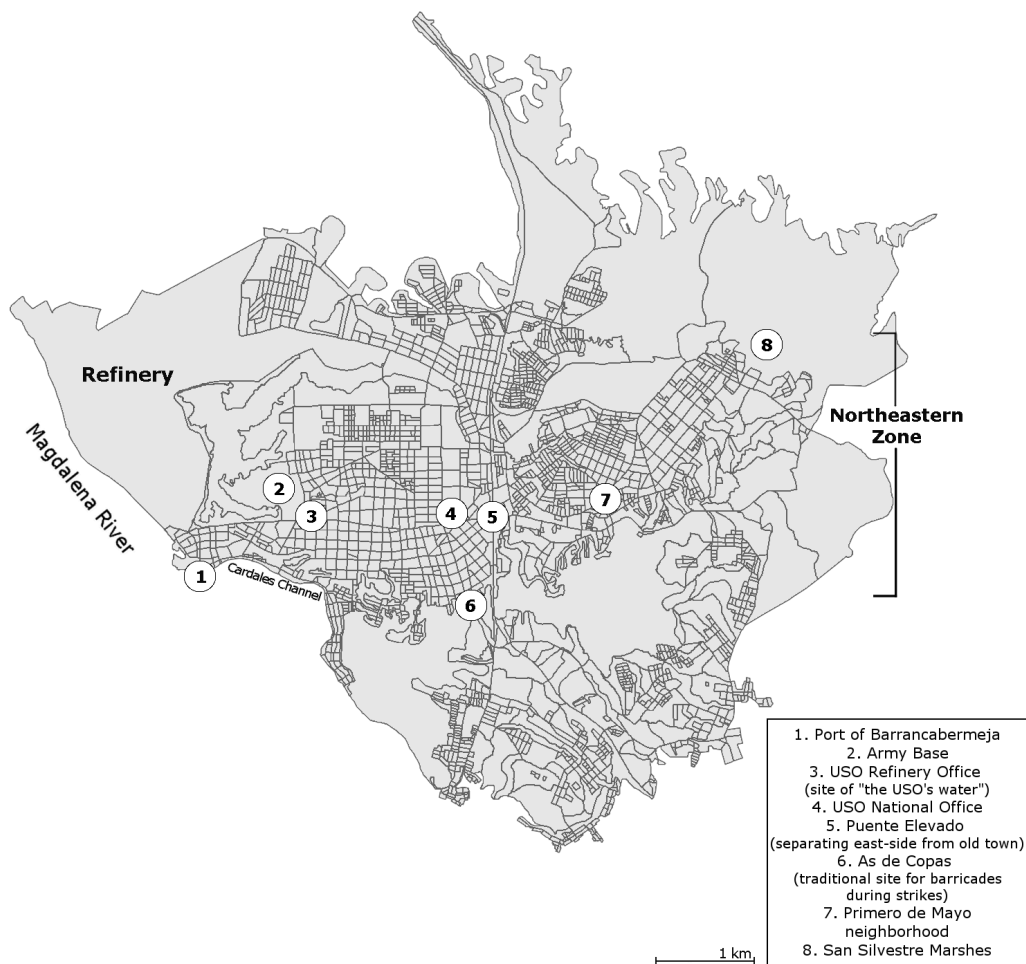 8
Refinery
Northeastern
Zone
Magdalena River
2
7
3
4
5
1
Cardales Channel
6
1. Port of Barrancabermeja
2. Army Base
3. USO Refinery Office
(site of "the USO's water")
4. USO National Office
5. Puente Elevado
(separating east-side from old town)
6. As de Copas
(traditional site for barricades
during strikes)
7. Primero de Mayo
neighborhood
8. San Silvestre Marshes
1 km